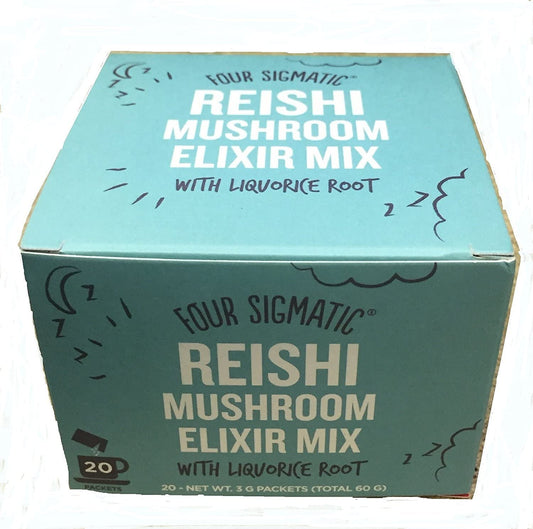 FOUR SIGMATIC®
REISHI
MUSHROOM
ELIXIR MIX
WITH LIQUORICE ROOT
z z
z
z
z
FOUR SIGMATIC®
REISHI
MUSHROOM
ELIXIR MIX
WITH LIQUORICE ROOT
z z
20
PACKETS
20 - NET WT. 3 G PACKETS (TOTAL 60 G)